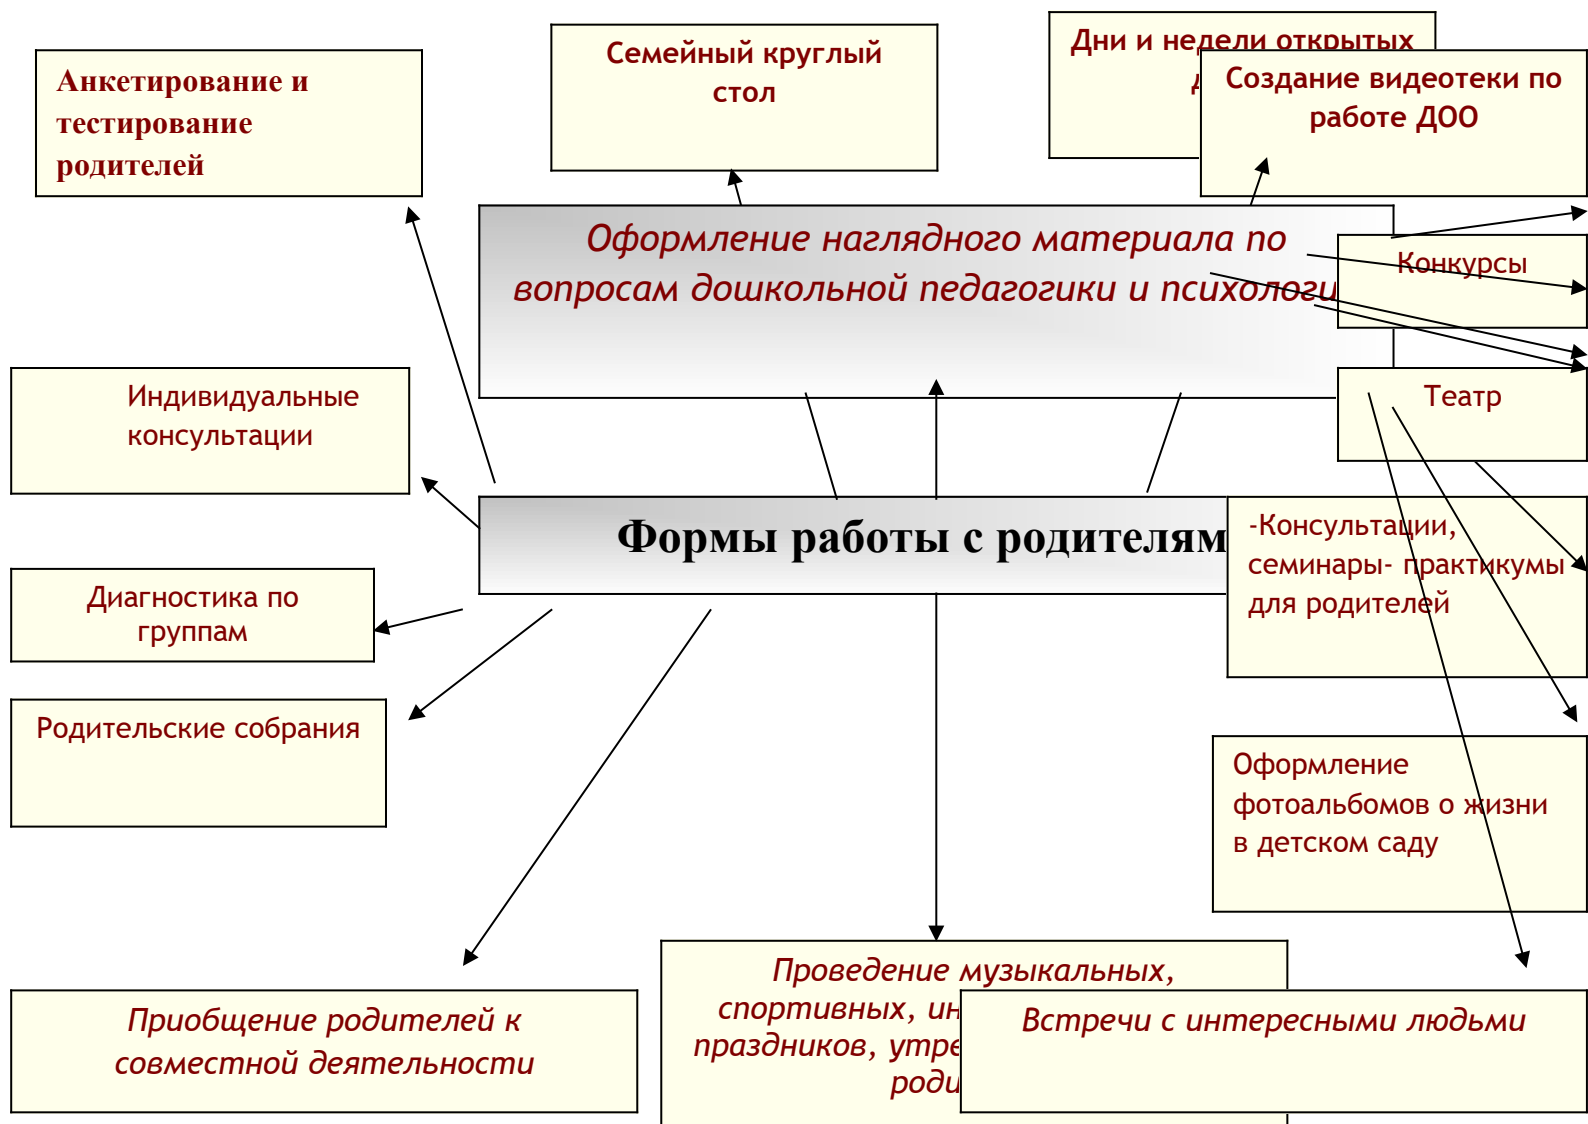 Анкетирование и
тестирование
родителей
Семейный круглый
стол
Дни и недели открытых
Создание видеотеки по
работе ДОО
Оформление наглядного материала по
вопросам дошкольной педагогики и
Конкурсы
Индивидуальные
консультации
Театр
Формы работы с
-Консультации,
семинары- практикумы
для родителей
Диагностика по
группам
Родительские собрания
Оформление
фотоальбомов о жизни
в детском саду
Проведение музыкальных,
спортивных,
праздников,
Приобщение родителей к
совместной деятельности
Встречи с интересными людьми